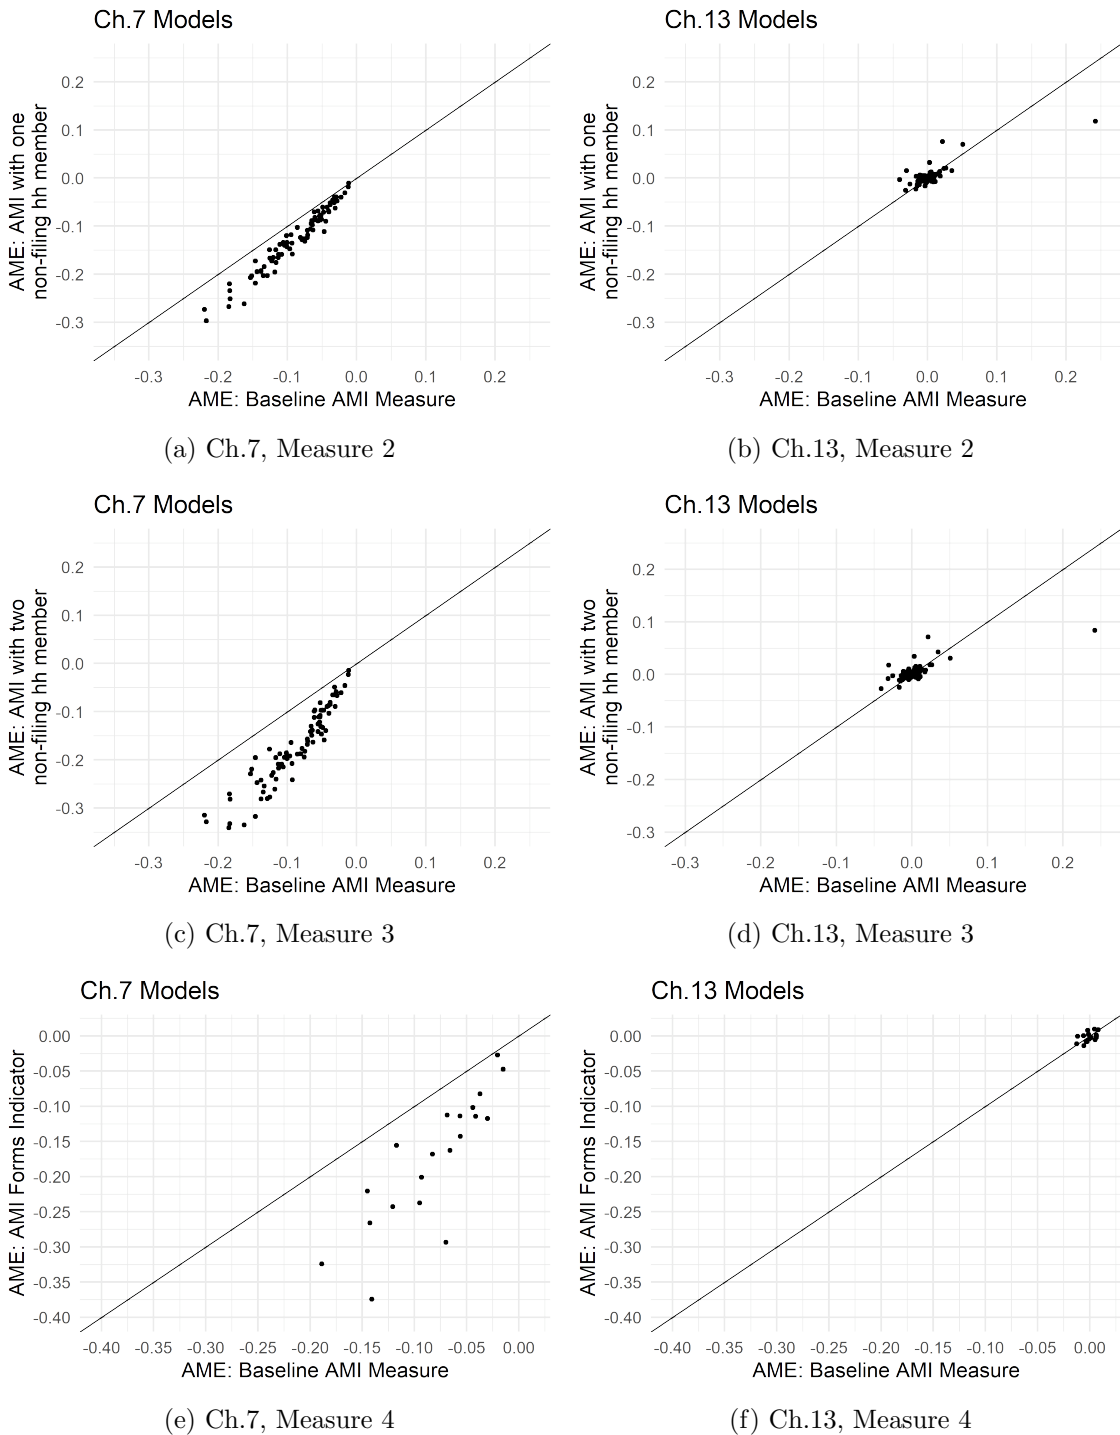 Ch.7 Models
AME: AMI with one
non-filing hh member
0.2
0.1
0.0
-0.1
-0.2
-0.3
-0.3 -0.2 -0.1 0.0 0.1 0.2
AME: Baseline AMI Measure
(a) Ch.7, Measure 2
Ch.13 Models
AME: AMI with one
non-filing hh member
0.2
0.1
0.0
-0.1
-0.2
-0.3
-0.3 -0.2 -0.1 0.0 0.1 0.2
AME: Baseline AMI Measure
(b) Ch.13, Measure 2
Ch.7 Models
AME: AMI with two
non-filing hh member
0.2
0.1
0.0
-0.1
-0.2
-0.3
-0.3 -0.2 -0.1 0.0 0.1 0.2
AME: Baseline AMI Measure
(c) Ch.7, Measure 3
Ch.13 Models
AME: AMI with two
non-filing hh member
0.2
0.1
0.0
-0.1
-0.2
-0.3
-0.3 -0.2 -0.1 0.0 0.1 0.2
AME: Baseline AMI Measure
(d) Ch.13, Measure 3
Ch.7 Models
AME: AMI Forms Indicator
0.00
-0.05
-0.10
-0.15
-0.20
-0.25
-0.30
-0.35
-0.40
-0.40 -0.35 -0.30 -0.25 -0.20 -0.15 -0.10 -0.05 0.00
AME: Baseline AMI Measure
(e) Ch.7, Measure 4
Ch.13 Models
AME: AMI Forms Indicator
0.00
-0.05
-0.10
-0.15
-0.20
-0.25
-0.30
-0.35
-0.40
-0.40 -0.35 -0.30 -0.25 -0.20 -0.15 -0.10 -0.05 0.00
AME: Baseline AMI Measure
(f) Ch.13, Measure 4